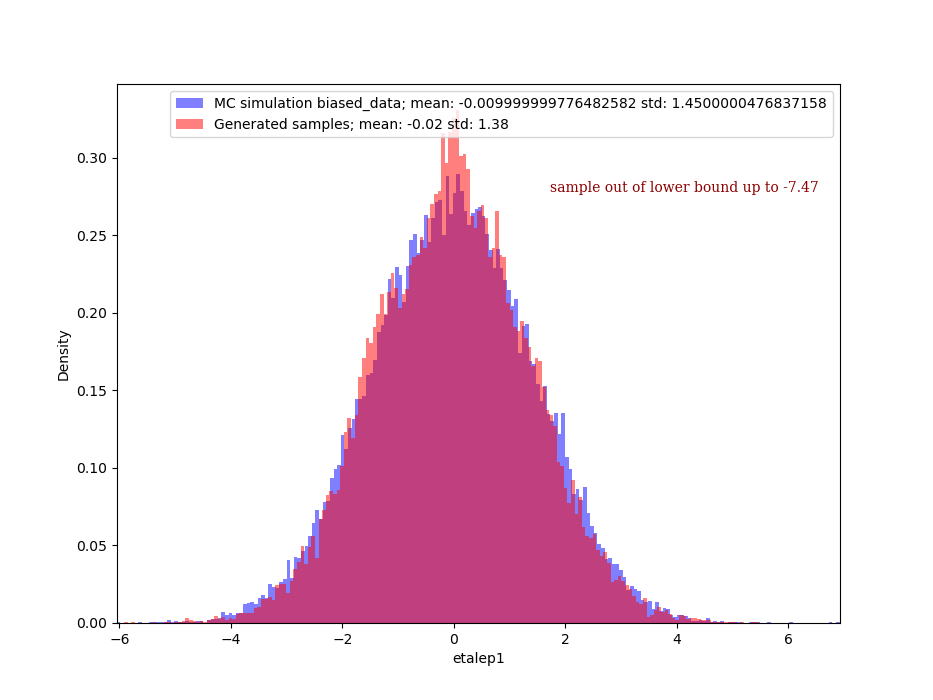 MC simulation biased_data; mean: -0.009999999776482582 std: 1.4500000476837158
Generated samples; mean: -0.02 std: 1.38
sample out of lower bound up to -7.47
0.30
0.25
0.20
0.15
0.10
0.05
0.00
Density
−6 −4 −2 0 2 4 6
etalep1